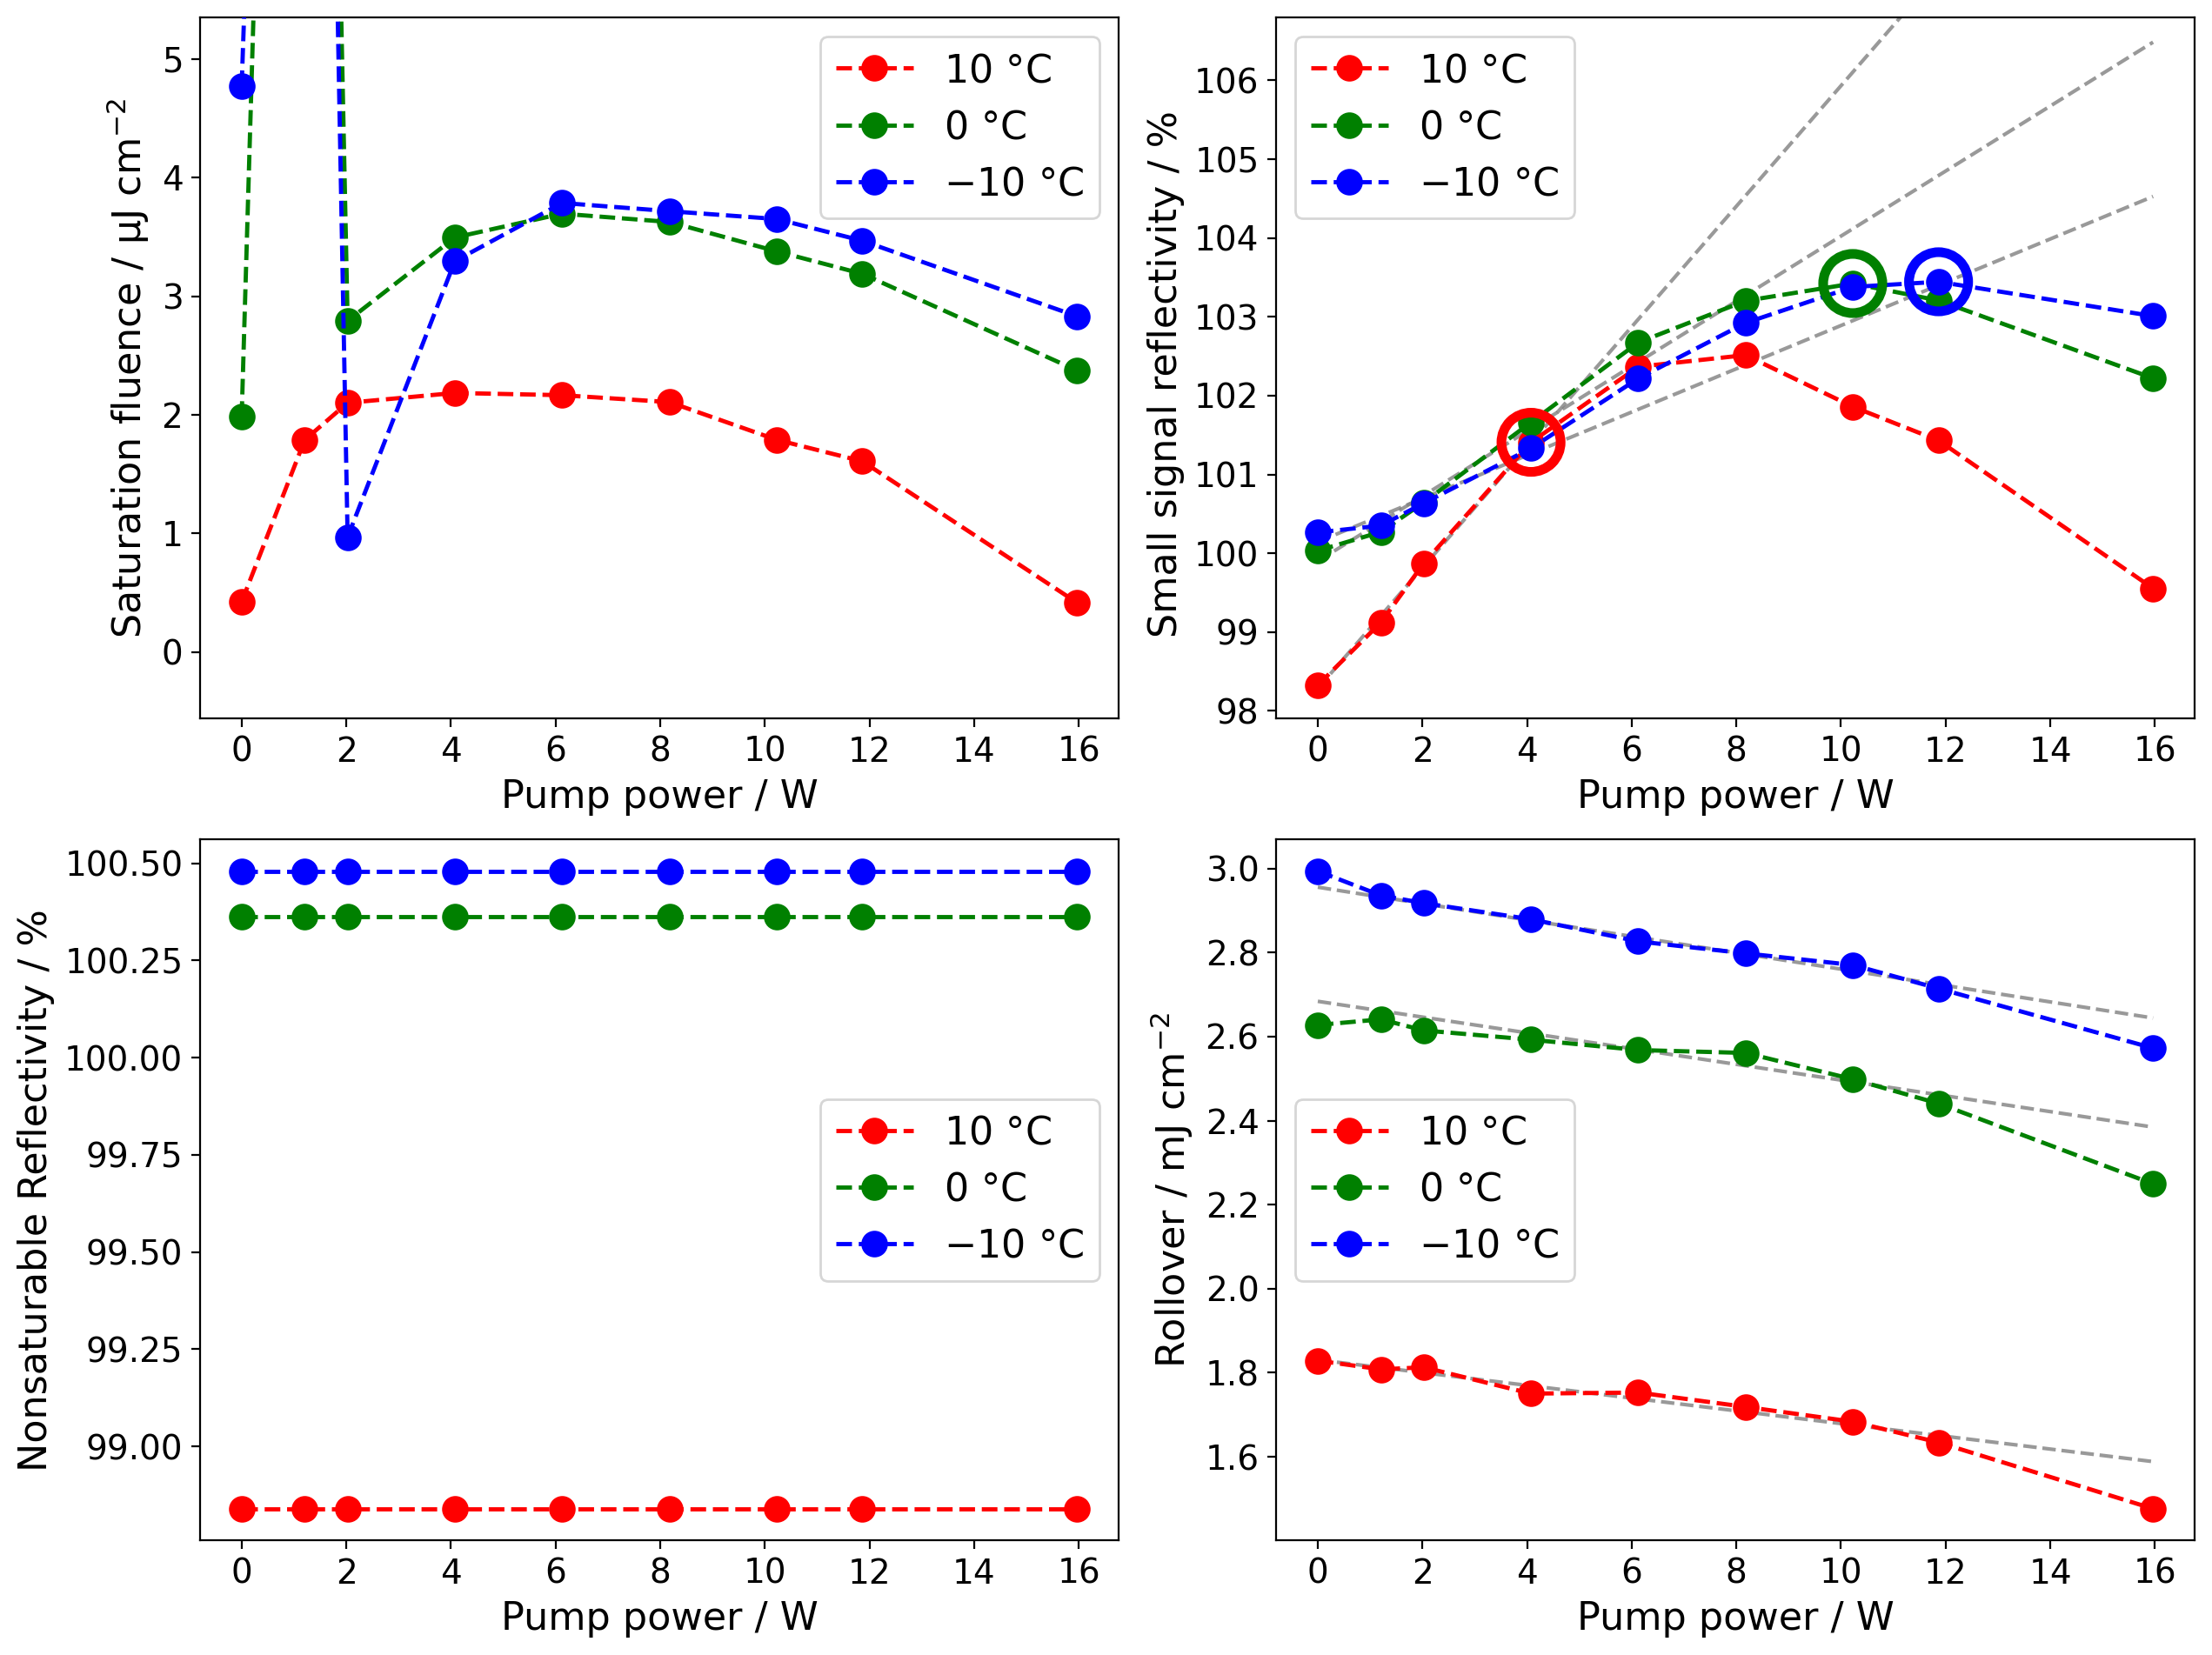 Saturation fluence / µJ cm⁻²
5
4
3
2
1
0
10 °C
0 °C
−10 °C
0 2 4 6 8 10 12 14 16
Pump power / W
Small signal reflectivity / %
106
105
104
103
102
101
100
99
98
10 °C
0 °C
−10 °C
0 2 4 6 8 10 12 14 16
Pump power / W
Nonsaturable Reflectivity / %
100.50
100.25
100.00
99.75
99.50
99.25
99.00
10 °C
0 °C
−10 °C
0 2 4 6 8 10 12 14 16
Pump power / W
Rollover / mJ cm⁻²
3.0
2.8
2.6
2.4
2.2
2.0
1.8
1.6
10 °C
0 °C
−10 °C
0 2 4 6 8 10 12 14 16
Pump power / W